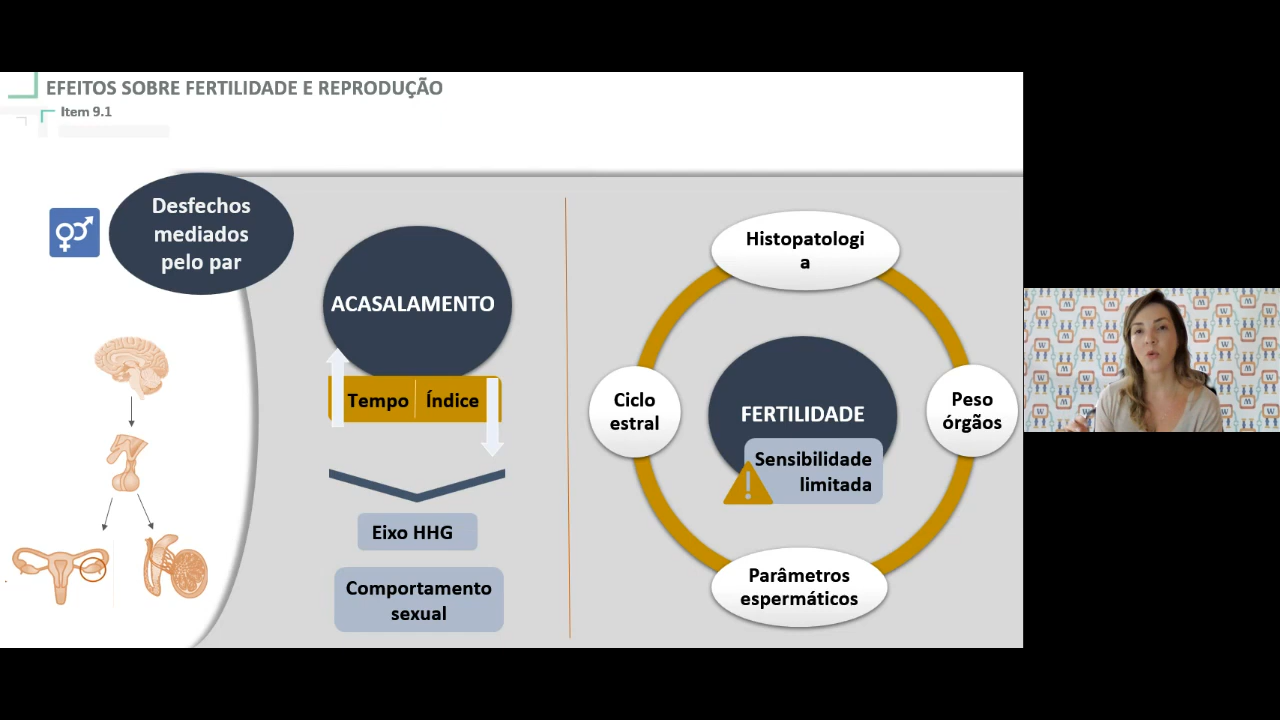 EFEITOS SOBRE FERTILIDADE E REPRODUÇÃO
Item 9.1
Desfechos
mediados
pelo par
ACASALAMENTO
Tempo
Índice
Eixo HHG
Comportamento
sexual
Histopatologi
a
Ciclo
estral
FERTILIDADE
Sensibilidade
limitada
Peso
órgãos
Parâmetros
espermáticos